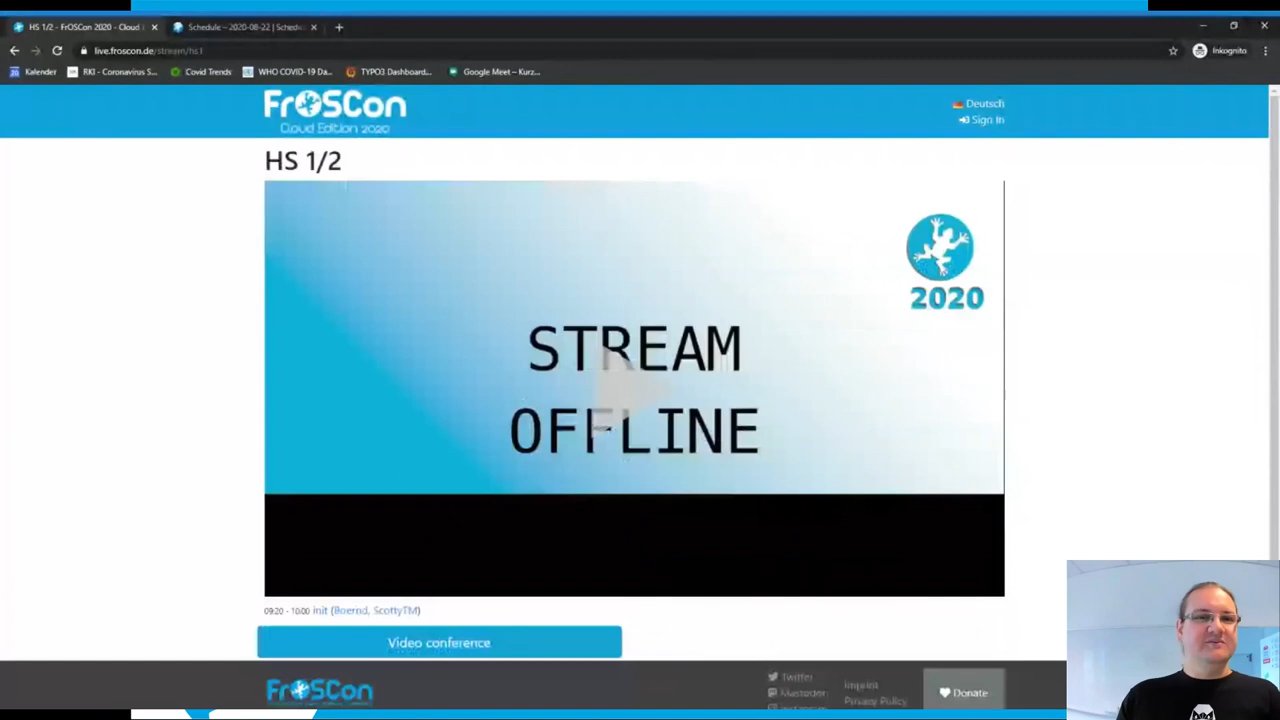 HS 1/2 - FrOSCon 2020 - Cloud
Schedule – 2020-08-22 | Schedu
live.froscon.de/stream/hs1
Inkognito
Kalender
RKI - Coronavirus S...
Covid Trends
WHO COVID-19 Da...
TYPO3 Dashboard...
Google Meet – Kurz...
FrOSCon
Cloud Edition 2020
Deutsch
Sign In
HS 1/2
2020
STREAM
OFFLINE
09:20 - 10:00 init (Boernd, ScottyTM)
Video conference
FrOSCon
Twitter
Mastodon
Instagram
Imprint
Privacy Policy
Donate